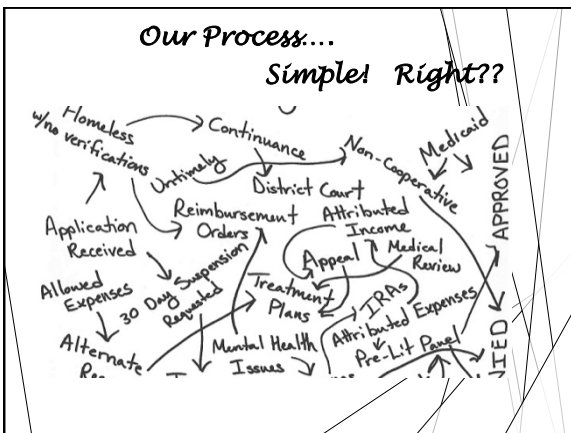 Our Process....
Simple! Right??
Homeless
w/no verifications
Continuance
Untimely
Non-Cooperative
Medicaid
APPROVED
District Court
Reimbursement
Orders
Attributed
Income
Application
Received
Appeal
Medical
Review
Allowed
Expenses
30 Day Suspension
Requested
Treatment
Plans
IRAs
Attributed Expenses
Alternate
Mental Health
Issues
Pre-Lit Panel